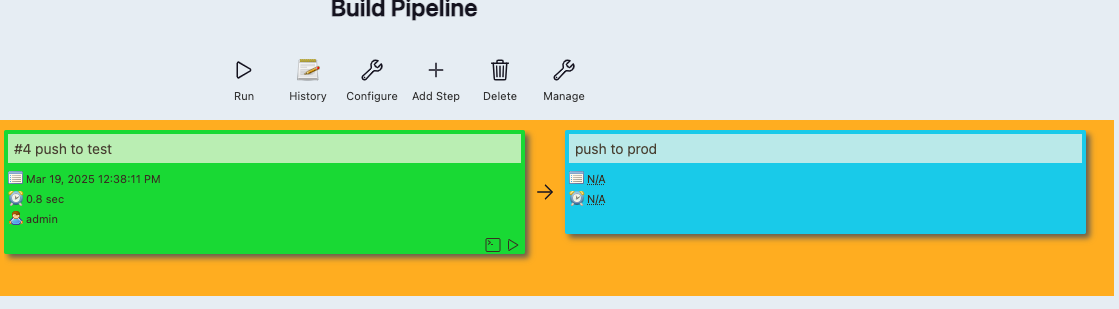 Build Pipeline
Run History Configure Add Step Delete Manage
#4 push to test
Mar 19, 2025 12:38:11 PM
0.8 sec
admin
push to prod
N/A
N/A